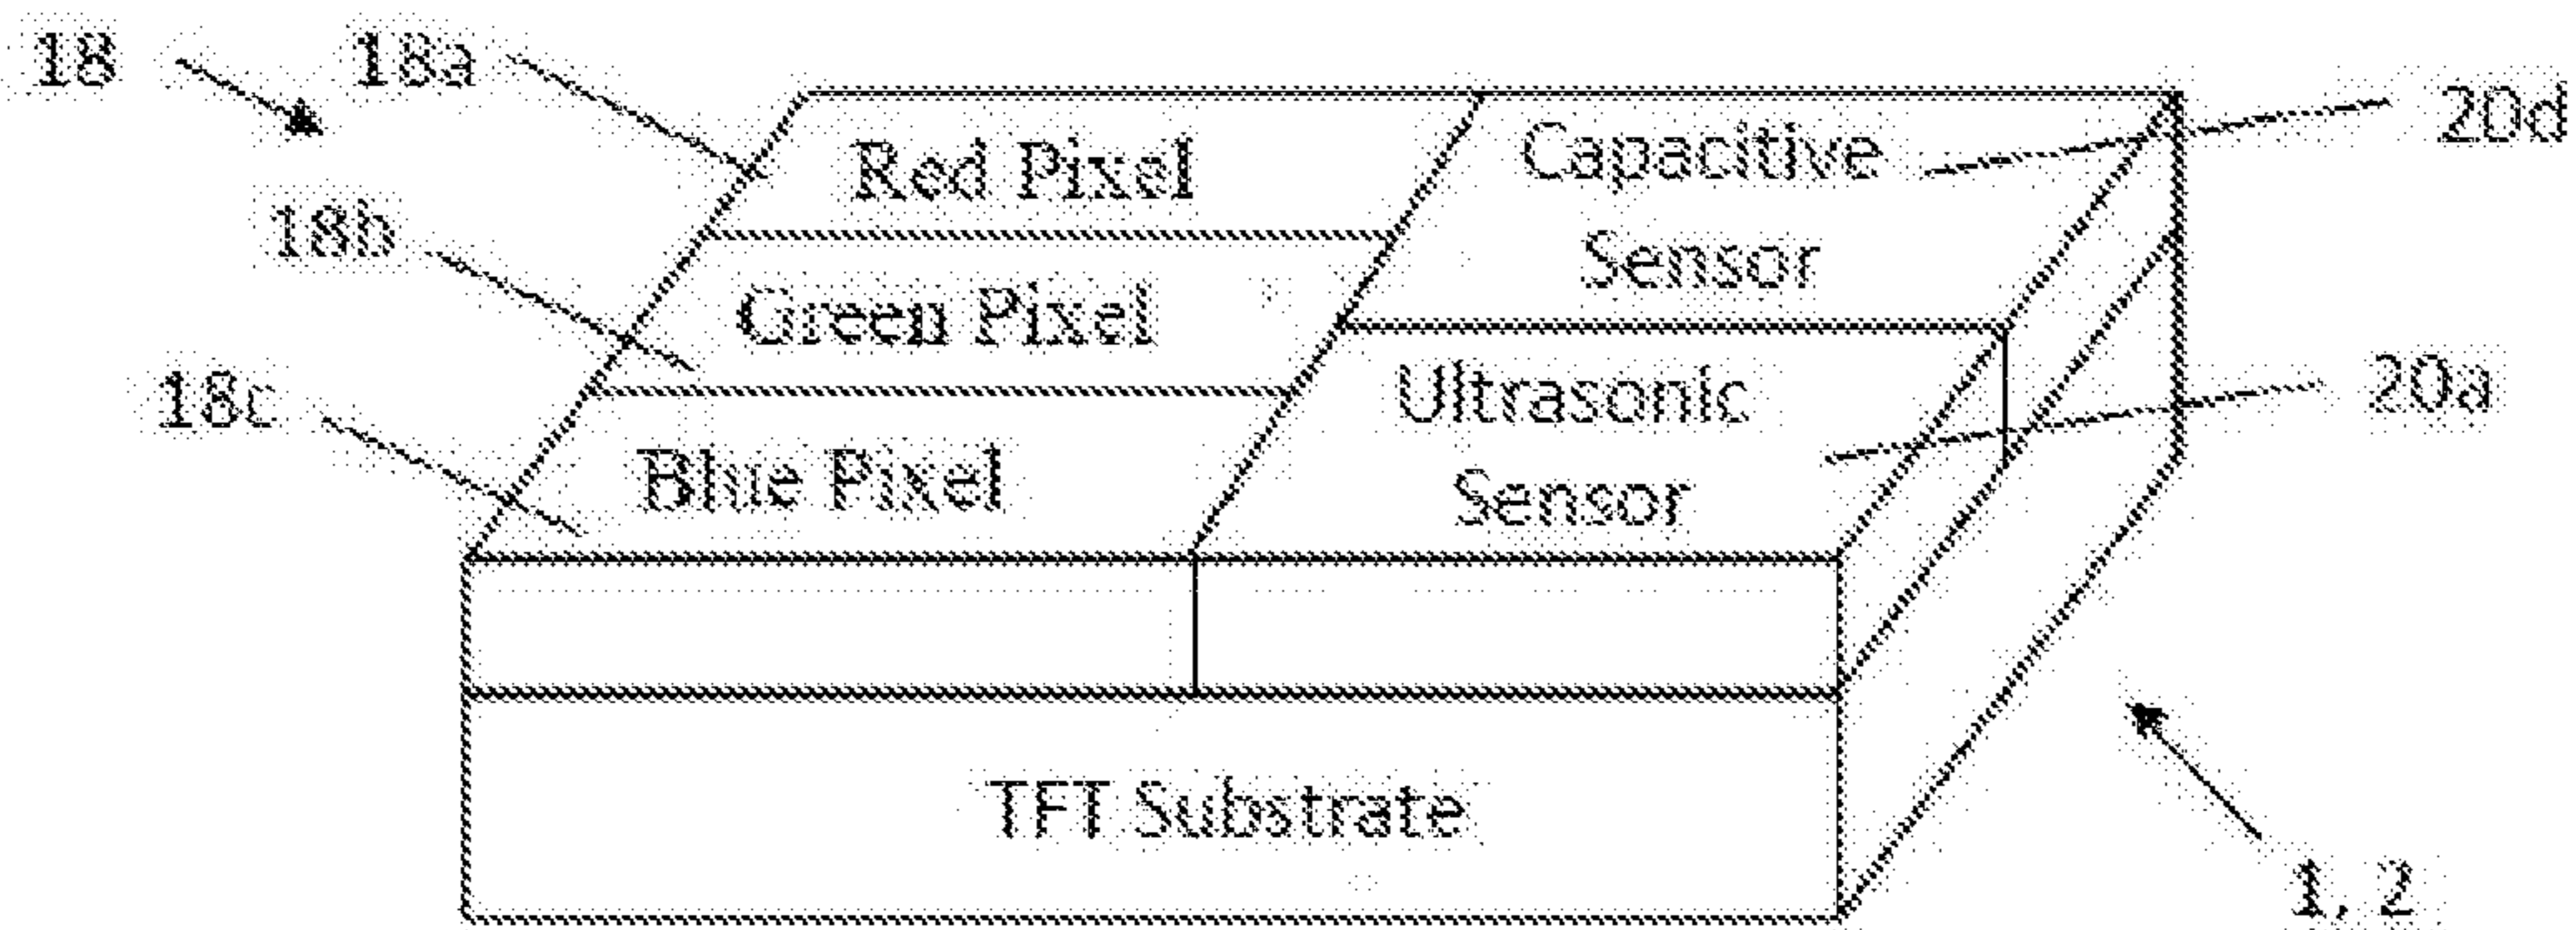 18
18a
Red Pixel
Capacitive
Sensor
20d
18b
Green Pixel
18c
Blue Pixel
Ultrasonic
Sensor
20a
TFT Substrate
1, 2